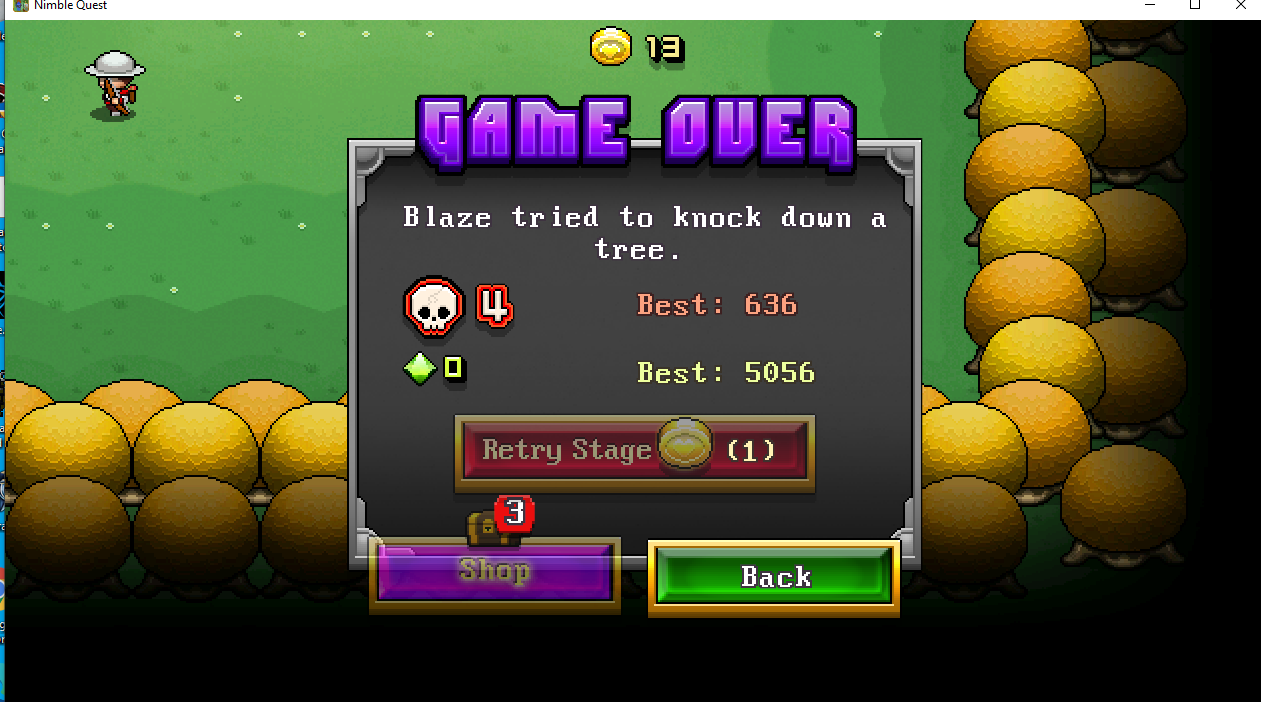 Nimble Quest
13
GAME OVER
Blaze tried to knock down a
tree.
4 Best: 636
0 Best: 5056
Retry Stage (1)
3
Shop
Back